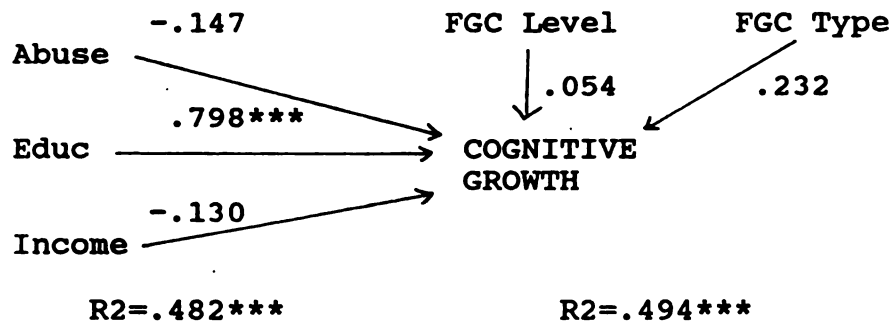 -.147 FGC Level FGC Type
Abuse
.054 .232
.798***
Educ COGNITIVE
GROWTH
-.130
Income
R2=.482*** R2=.494***